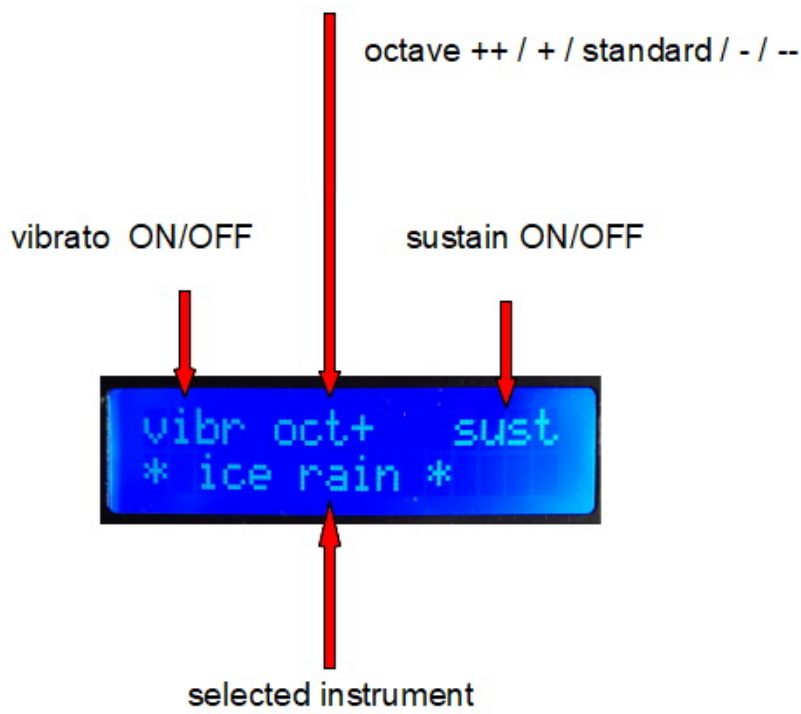 octave ++ / + / standard / - / --
vibrato ON/OFF
sustain ON/OFF
vibr oct+ sust
* ice rain *
selected instrument